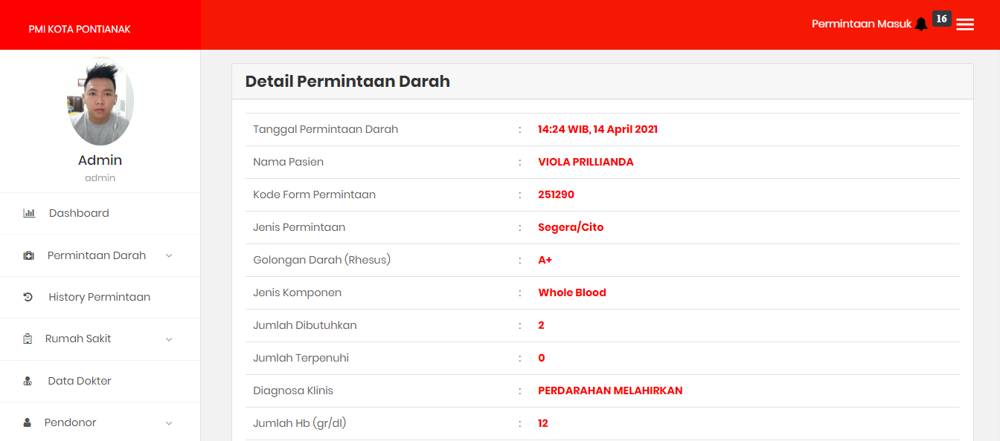 PMI KOTA PONTIANAK
Permintaan Masuk 16
Admin
admin
Dashboard
Permintaan Darah
History Permintaan
Rumah Sakit
Data Dokter
Pendonor
Detail Permintaan Darah
Tanggal Permintaan Darah : 14:24 WIB, 14 April 2021
Nama Pasien : VIOLA PRILLIANDA
Kode Form Permintaan : 251290
Jenis Permintaan : Segera/Cito
Golongan Darah (Rhesus) : A+
Jenis Komponen : Whole Blood
Jumlah Dibutuhkan : 2
Jumlah Terpenuhi : 0
Diagnosa Klinis : PERDARAHAN MELAHIRKAN
Jumlah Hb (gr/dl) : 12